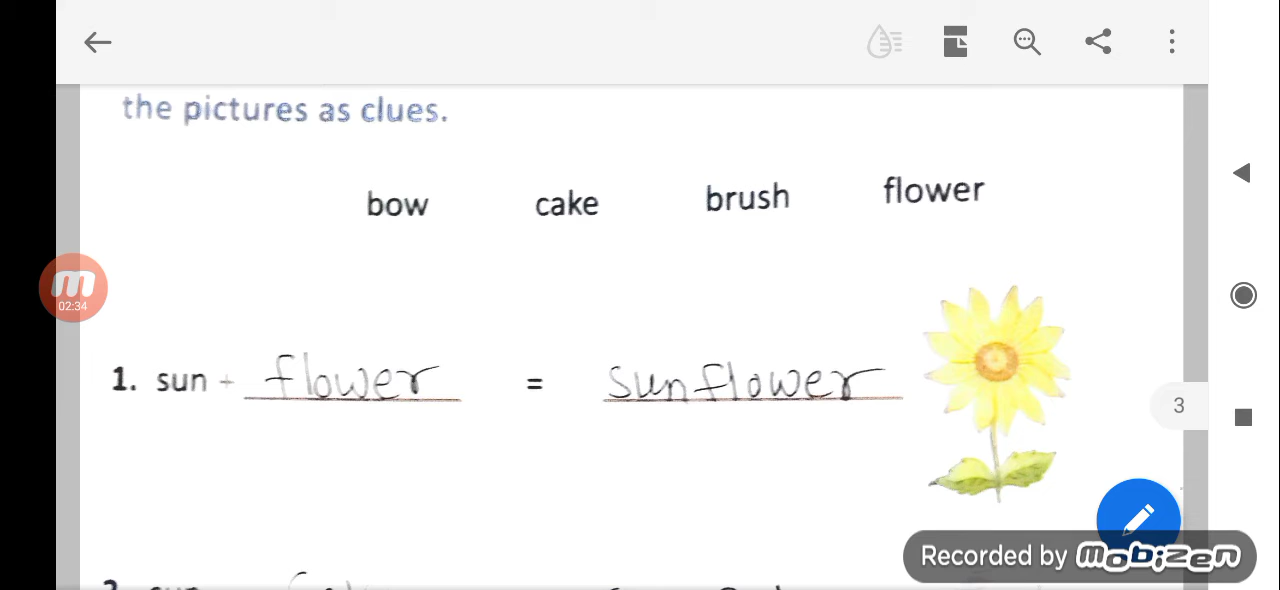 the pictures as clues.
bow cake brush flower
02:34
1. sun + flower = sunflower
3
Recorded by mobizen